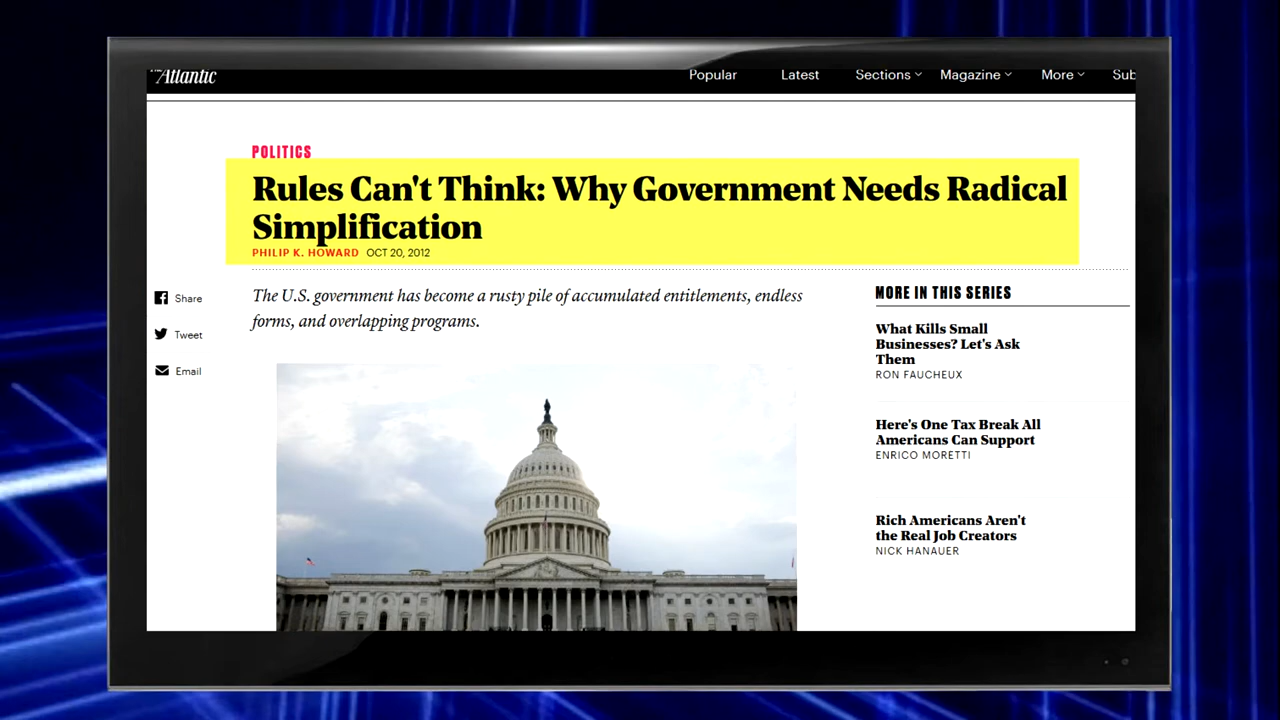 The Atlantic
Popular Latest Sections Magazine More Sub
POLITICS
Rules Can't Think: Why Government Needs Radical
Simplification
PHILIP K. HOWARD OCT 20, 2012
Share
Tweet
Email
The U.S. government has become a rusty pile of accumulated entitlements, endless
forms, and overlapping programs.
MORE IN THIS SERIES
What Kills Small
Businesses? Let's Ask
Them
RON FAUCHEUX
Here's One Tax Break All
Americans Can Support
ENRICO MORETTI
Rich Americans Aren't
the Real Job Creators
NICK HANAUER